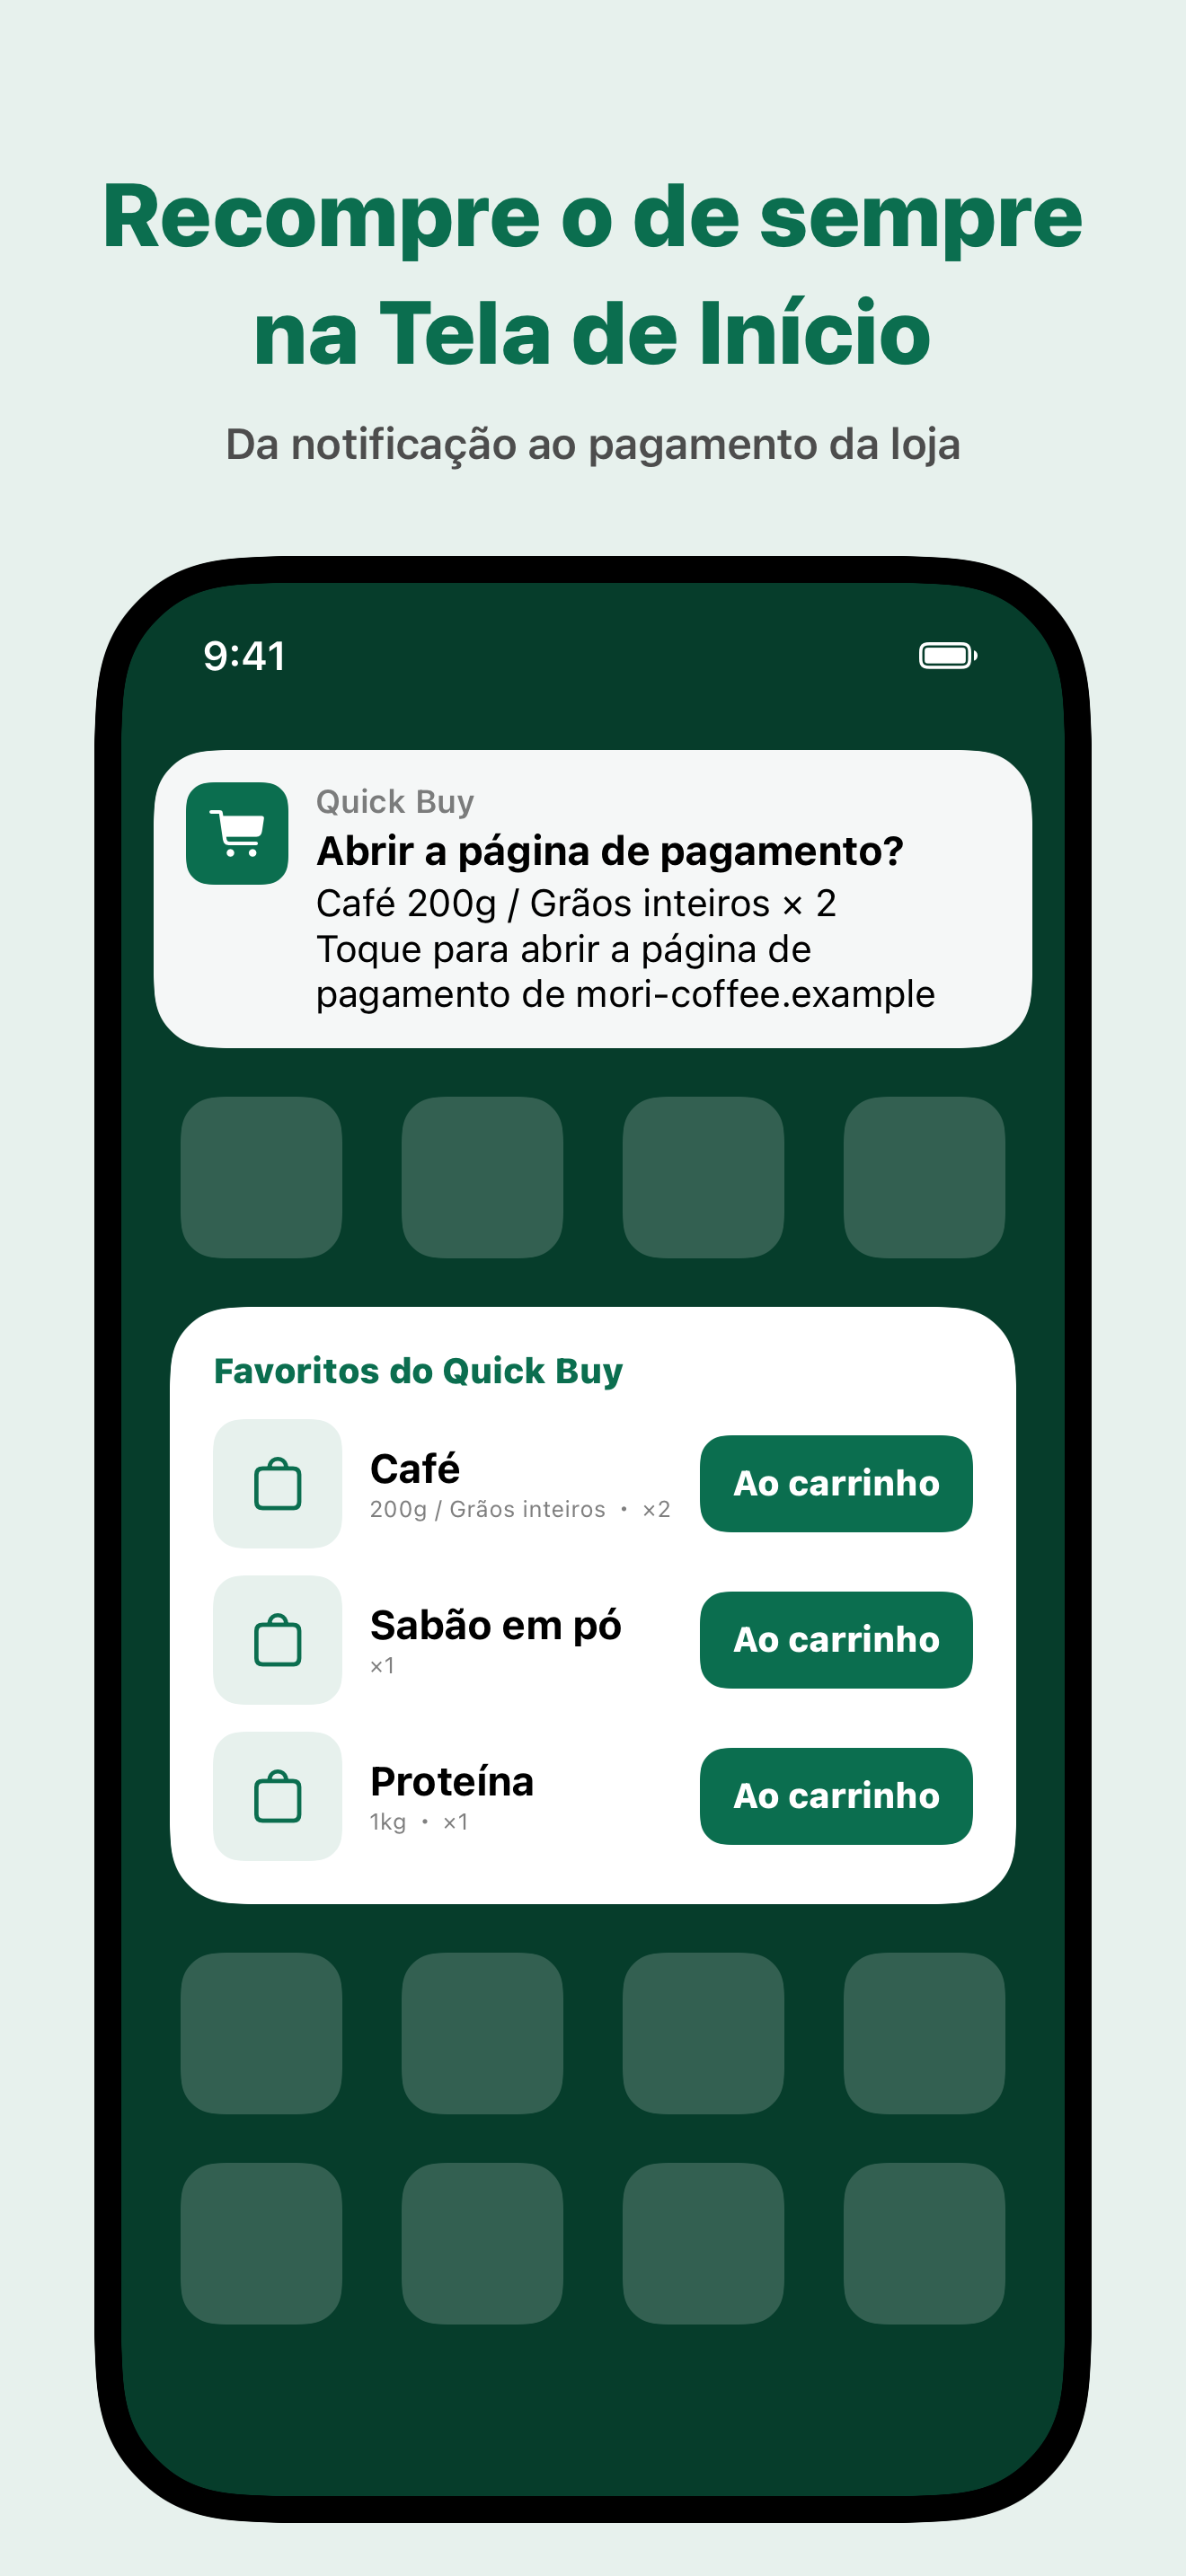 Recompre o de sempre
na Tela de Início
Da notificação ao pagamento da loja
9:41
Quick Buy
Abrir a página de pagamento?
Café 200g / Grãos inteiros × 2
Toque para abrir a página de
pagamento de mori-coffee.example
Favoritos do Quick Buy
Café
200g / Grãos inteiros • ×2
Ao carrinho
Sabão em pó
×1
Ao carrinho
Proteína
1kg • ×1
Ao carrinho